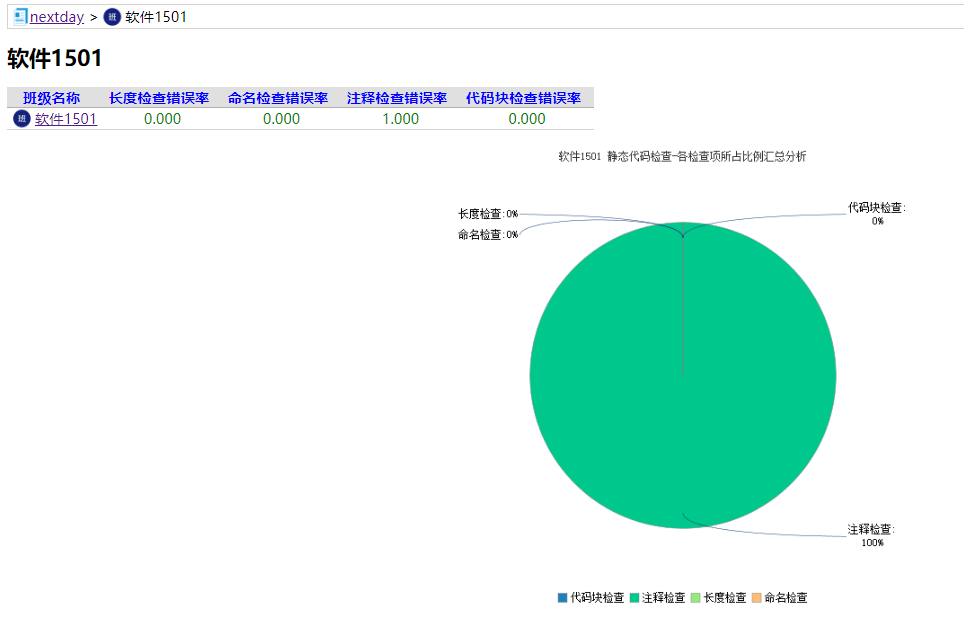 nextday > 班 软件1501
软件1501
班级名称 长度检查错误率 命名检查错误率 注释检查错误率 代码块检查错误率
班 软件1501 0.000 0.000 1.000 0.000
软件1501 静态代码检查-各检查项所占比例汇总分析
长度检查:0%
命名检查:0%
代码块检查:
0%
注释检查:
100%
代码块检查 注释检查 长度检查 命名检查